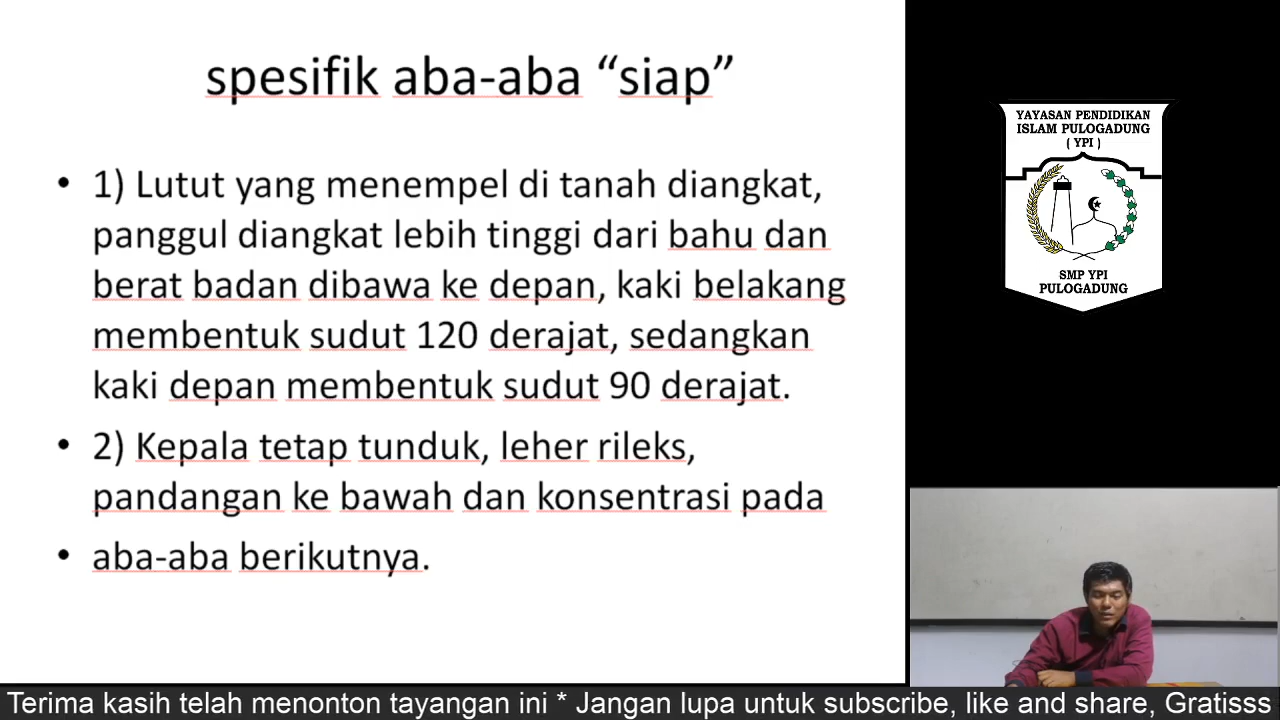 spesifik aba-aba “siap”
• 1) Lutut yang menempel di tanah diangkat,
panggul diangkat lebih tinggi dari bahu dan
berat badan dibawa ke depan, kaki belakang
membentuk sudut 120 derajat, sedangkan
kaki depan membentuk sudut 90 derajat.
• 2) Kepala tetap tunduk, leher rileks,
pandangan ke bawah dan konsentrasi pada
• aba-aba berikutnya.
YAYASAN PENDIDIKAN
ISLAM PULOGADUNG
( YPI )
SMP YPI
PULOGADUNG
Terima kasih telah menonton tayangan ini * Jangan lupa untuk subscribe, like and share, Gratisss